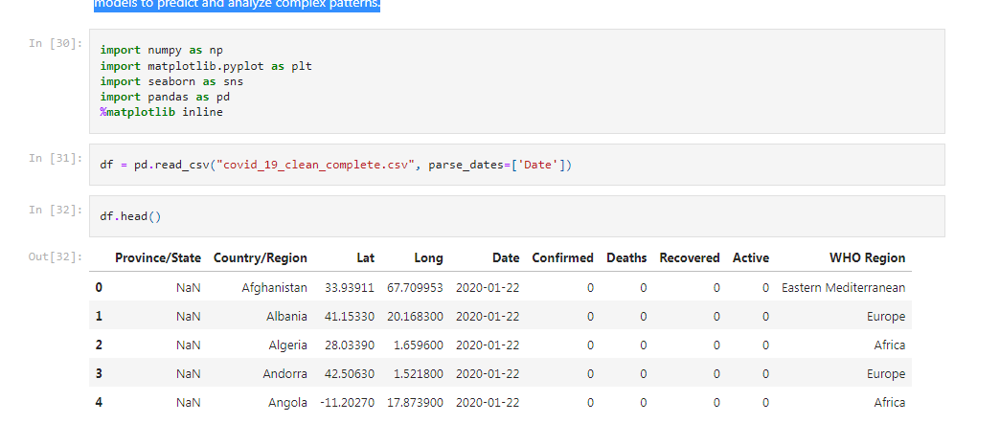 models to predict and analyze complex patterns.
In [30]:
import numpy as np
import matplotlib.pyplot as plt
import seaborn as sns
import pandas as pd
%matplotlib inline
In [31]:
df = pd.read_csv("covid_19_clean_complete.csv", parse_dates=['Date'])
In [32]:
df.head()
Out[32]:
Province/State Country/Region Lat Long Date Confirmed Deaths Recovered Active WHO Region
0 NaN Afghanistan 33.93911 67.709953 2020-01-22 0 0 0 0 Eastern Mediterranean
1 NaN Albania 41.15330 20.168300 2020-01-22 0 0 0 0 Europe
2 NaN Algeria 28.03390 1.659600 2020-01-22 0 0 0 0 Africa
3 NaN Andorra 42.50630 1.521800 2020-01-22 0 0 0 0 Europe
4 NaN Angola -11.20270 17.873900 2020-01-22 0 0 0 0 Africa